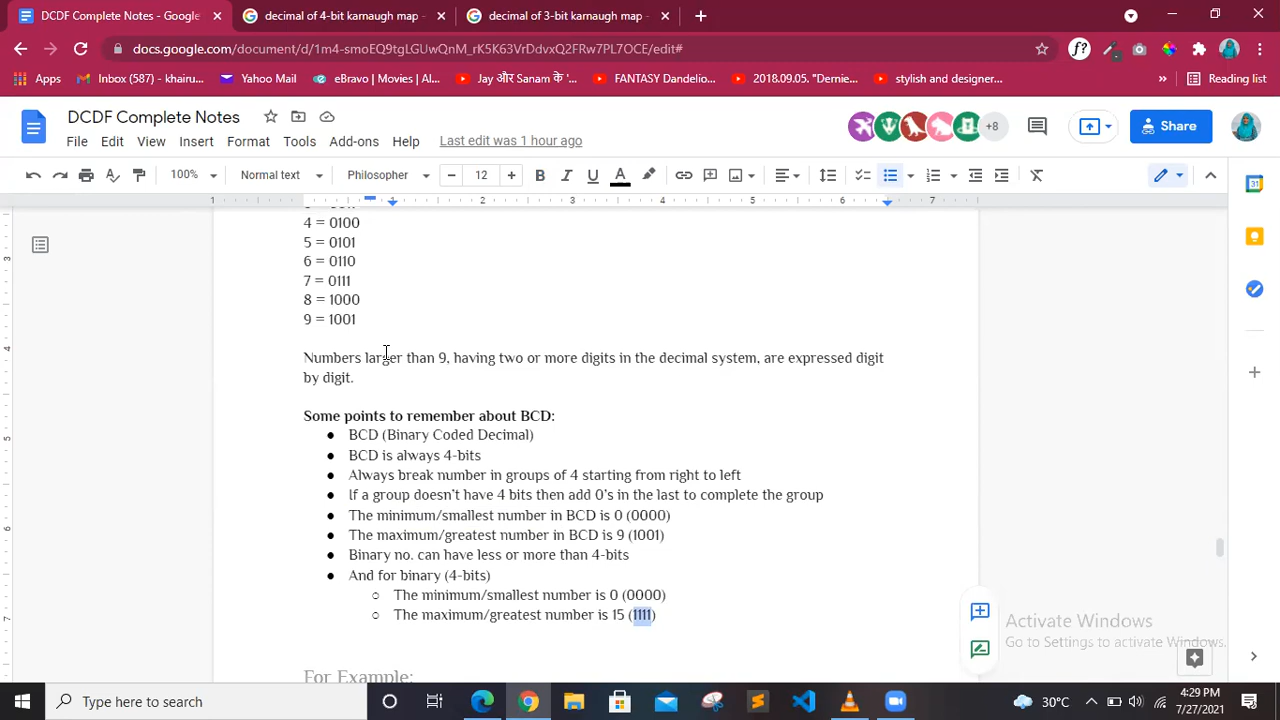 DCDF Complete Notes - Google
decimal of 4-bit karnaugh map -
decimal of 3-bit karnaugh map -
docs.google.com/document/d/1m4-smoEQ9tgLGUwQnM_rK5K63VrDdvxQ2FRw7PL7OCE/edit#
Apps
Inbox (587) - khairu...
Yahoo Mail
eBravo | Movies | Al...
Jay और Sanam के '...
FANTASY Dandelio...
2018.09.05. "Dernie...
stylish and designer...
»
Reading list
DCDF Complete Notes
+8
Share
File Edit View Insert Format Tools Add-ons Help Last edit was 1 hour ago
100% Normal text Philosopher 12 B I U A
1 1 2 3 4 5 6 7
4 = 0100
5 = 0101
6 = 0110
7 = 0111
8 = 1000
9 = 1001
Numbers larger than 9, having two or more digits in the decimal system, are expressed digit
by digit.
Some points to remember about BCD:
● BCD (Binary Coded Decimal)
● BCD is always 4-bits
● Always break number in groups of 4 starting from right to left
● If a group doesn't have 4 bits then add 0's in the last to complete the group
● The minimum/smallest number in BCD is 0 (0000)
● The maximum/greatest number in BCD is 9 (1001)
● Binary no. can have less or more than 4-bits
● And for binary (4-bits)
○ The minimum/smallest number is 0 (0000)
○ The maximum/greatest number is 15 (1111)
For Example:
Activate Windows
Go to Settings to activate Windows.
Type here to search
30°C
4:29 PM
7/27/2021